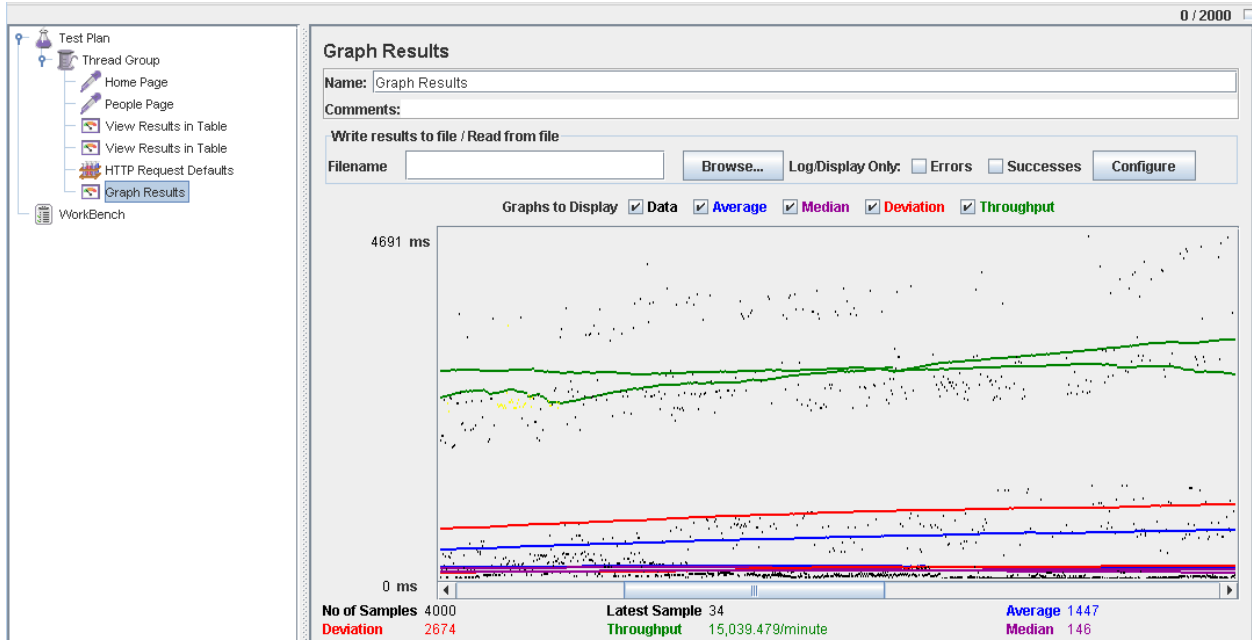 0 / 2000
Test Plan
Thread Group
Home Page
People Page
View Results in Table
View Results in Table
HTTP Request Defaults
Graph Results
WorkBench
Graph Results
Name: Graph Results
Comments:
Write results to file / Read from file
Filename Browse... Log/Display Only: Errors Successes Configure
Graphs to Display Data Average Median Deviation Throughput
4691 ms
0 ms
No of Samples 4000 Latest Sample 34 Average 1447
Deviation 2674 Throughput 15,039.479/minute Median 146